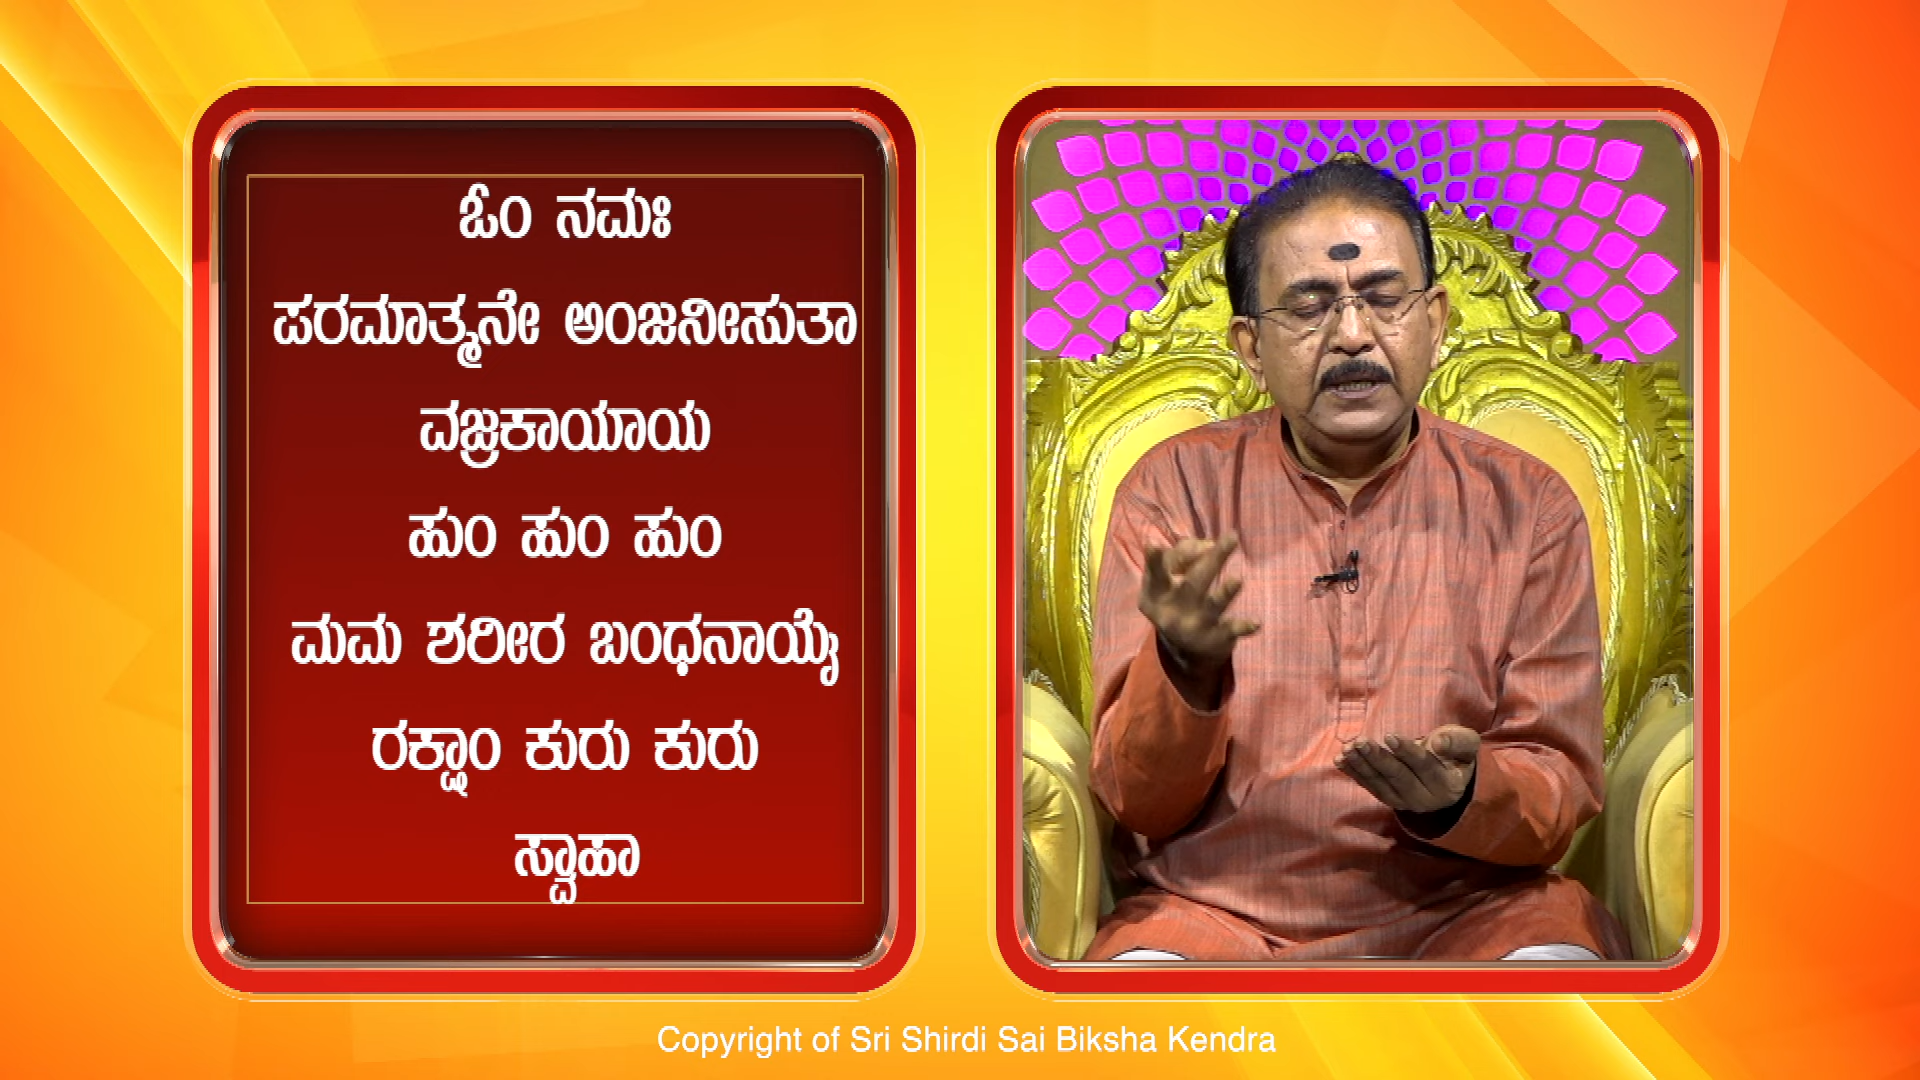 ಓಂ ನಮಃ
ಪರಮಾತ್ಮನೇ ಅಂಜನೀಸುತಾ
ವಜ್ರಕಾಯಾಯ
ಹುಂ ಹುಂ ಹುಂ
ಮಮ ಶರೀರ ಬಂಧನಾಯ್ಯೆ
ರಕ್ಷಾಂ ಕುರು ಕುರು
ಸ್ವಾಹಾ
Copyright of Sri Shirdi Sai Biksha Kendra